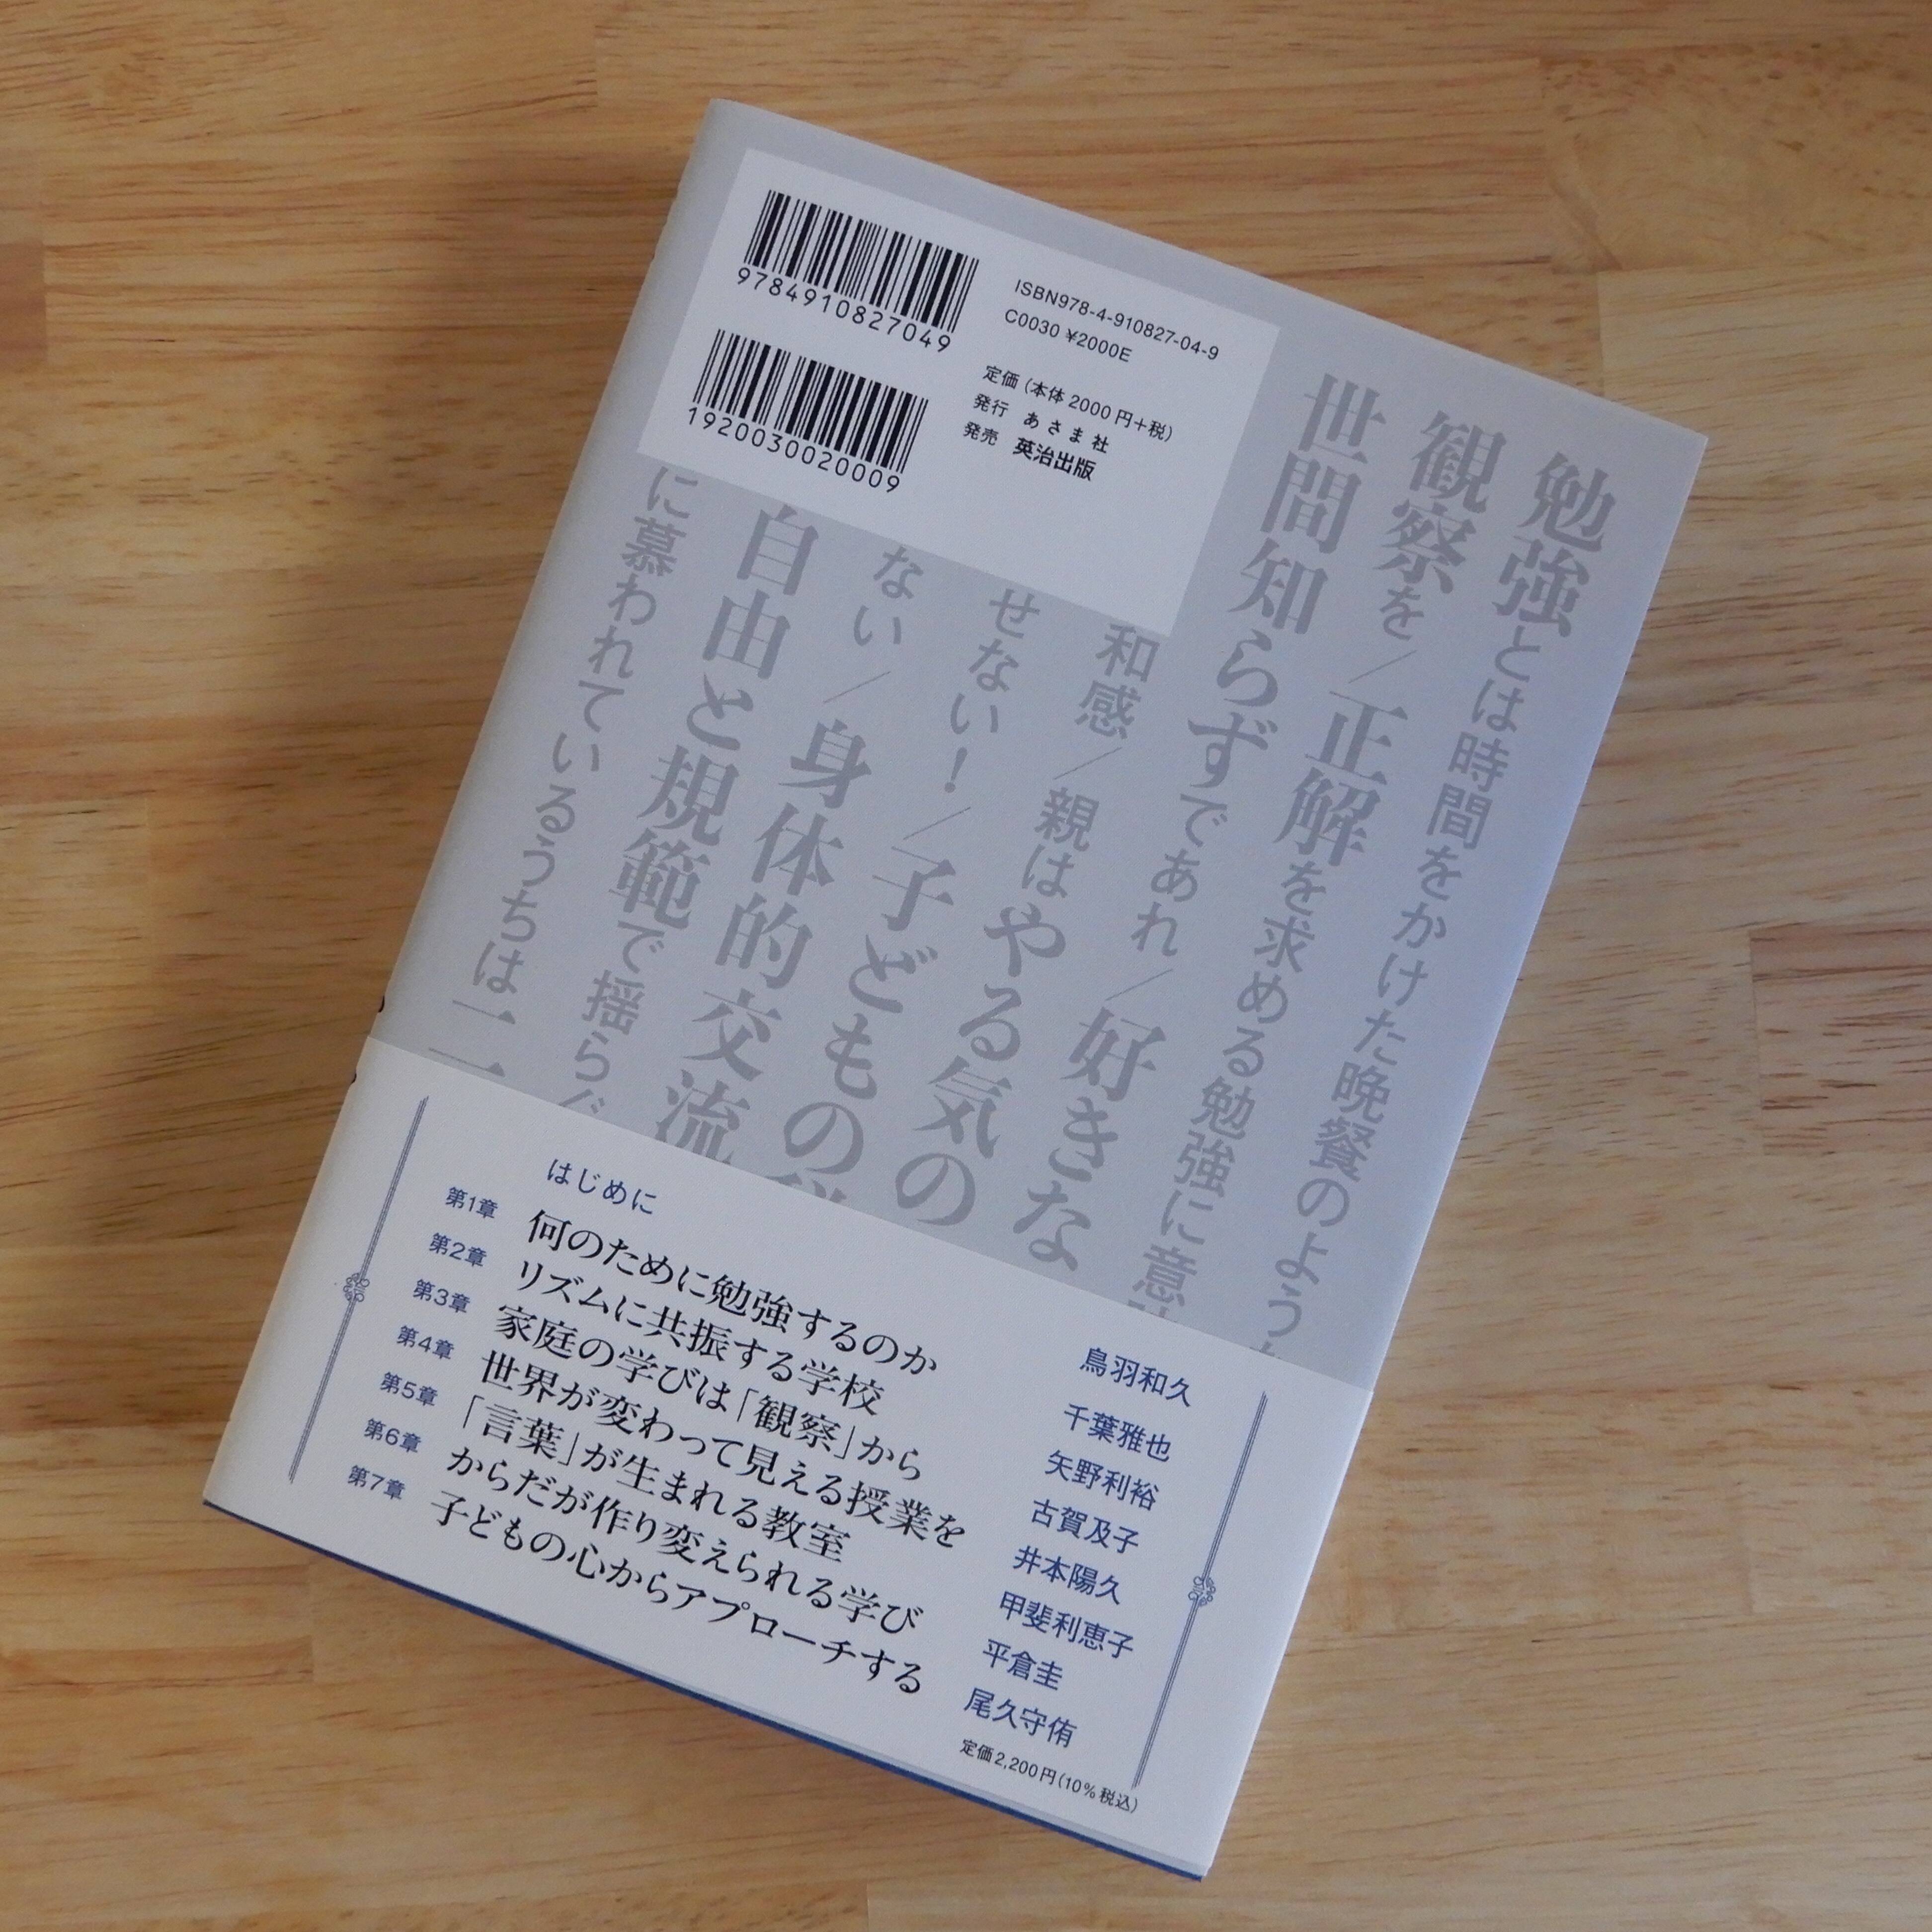 9784910827049
1920030020009
ISBN978-4-910827-04-9
C0030 ¥2000E
定価（本体 2000 円＋税）
発行 あさま社
発売 英治出版
勉強とは時間をかけた晩餐のよう
観察を／正解を求める勉強に意
世間知らずであれ／好きな
和感／親はやる気の
せない！／子どもの
ない／身体的交流
自由と規範で揺らぐ
に慕われているうちは二
はじめに 鳥羽和久
第1章 何のために勉強するのか 千葉雅也
第2章 リズムに共振する学校 矢野利裕
第3章 家庭の学びは「観察」から 古賀及子
第4章 世界が変わって見える授業を 井本陽久
第5章 「言葉」が生まれる教室 甲斐利恵子
第6章 からだが作り変えられる学び 平倉圭
第7章 子どもの心からアプローチする 尾久守侑
定価2,200円（10％税込）